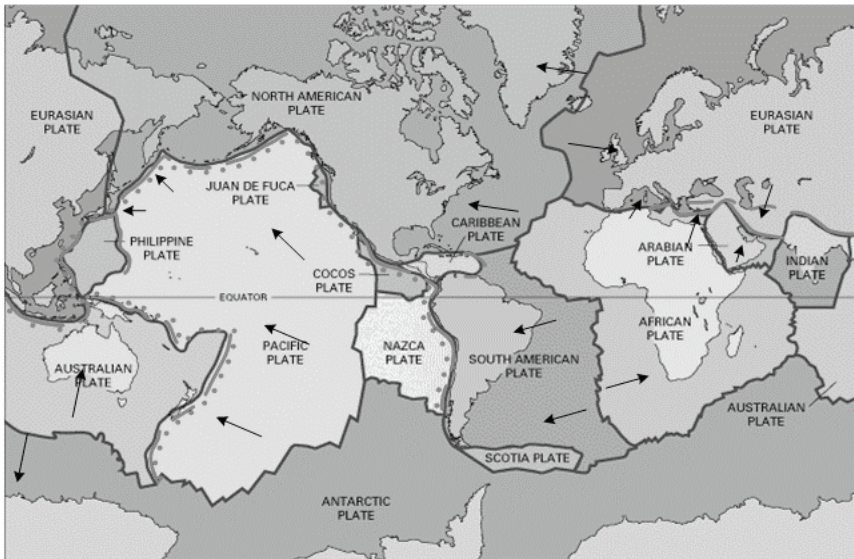 NORTH AMERICAN
PLATE
EURASIAN
PLATE
EURASIAN
PLATE
JUAN DE FUCA
PLATE
CARIBBEAN
PLATE
PHILIPPINE
PLATE
ARABIAN
PLATE
INDIAN
PLATE
COCOS
PLATE
EQUATOR
AFRICAN
PLATE
PACIFIC
PLATE
NAZCA
PLATE
SOUTH AMERICAN
PLATE
AUSTRALIAN
PLATE
AUSTRALIAN
PLATE
SCOTIA PLATE
ANTARCTIC
PLATE